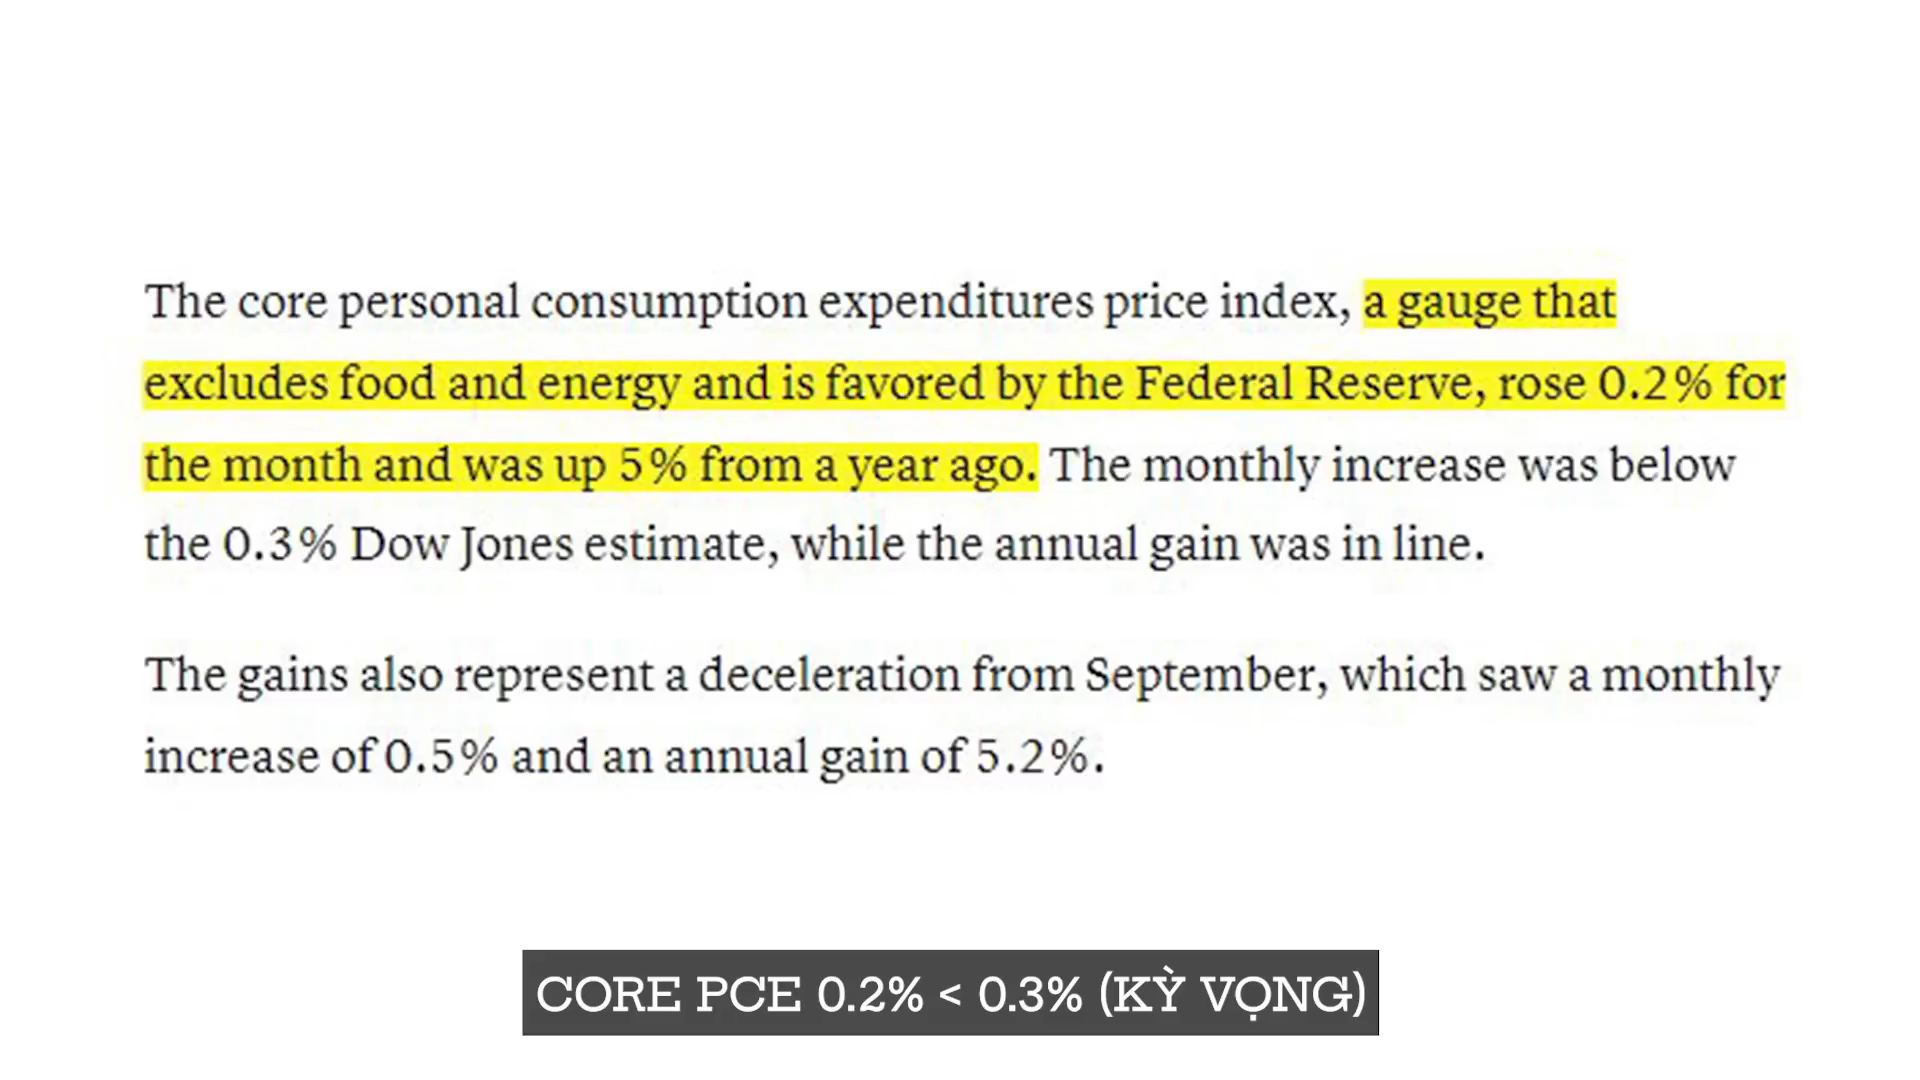 The core personal consumption expenditures price index, a gauge that
excludes food and energy and is favored by the Federal Reserve, rose 0.2% for
the month and was up 5% from a year ago. The monthly increase was below
the 0.3% Dow Jones estimate, while the annual gain was in line.
The gains also represent a deceleration from September, which saw a monthly
increase of 0.5% and an annual gain of 5.2%.
CORE PCE 0.2% < 0.3% (KỲ VỌNG)